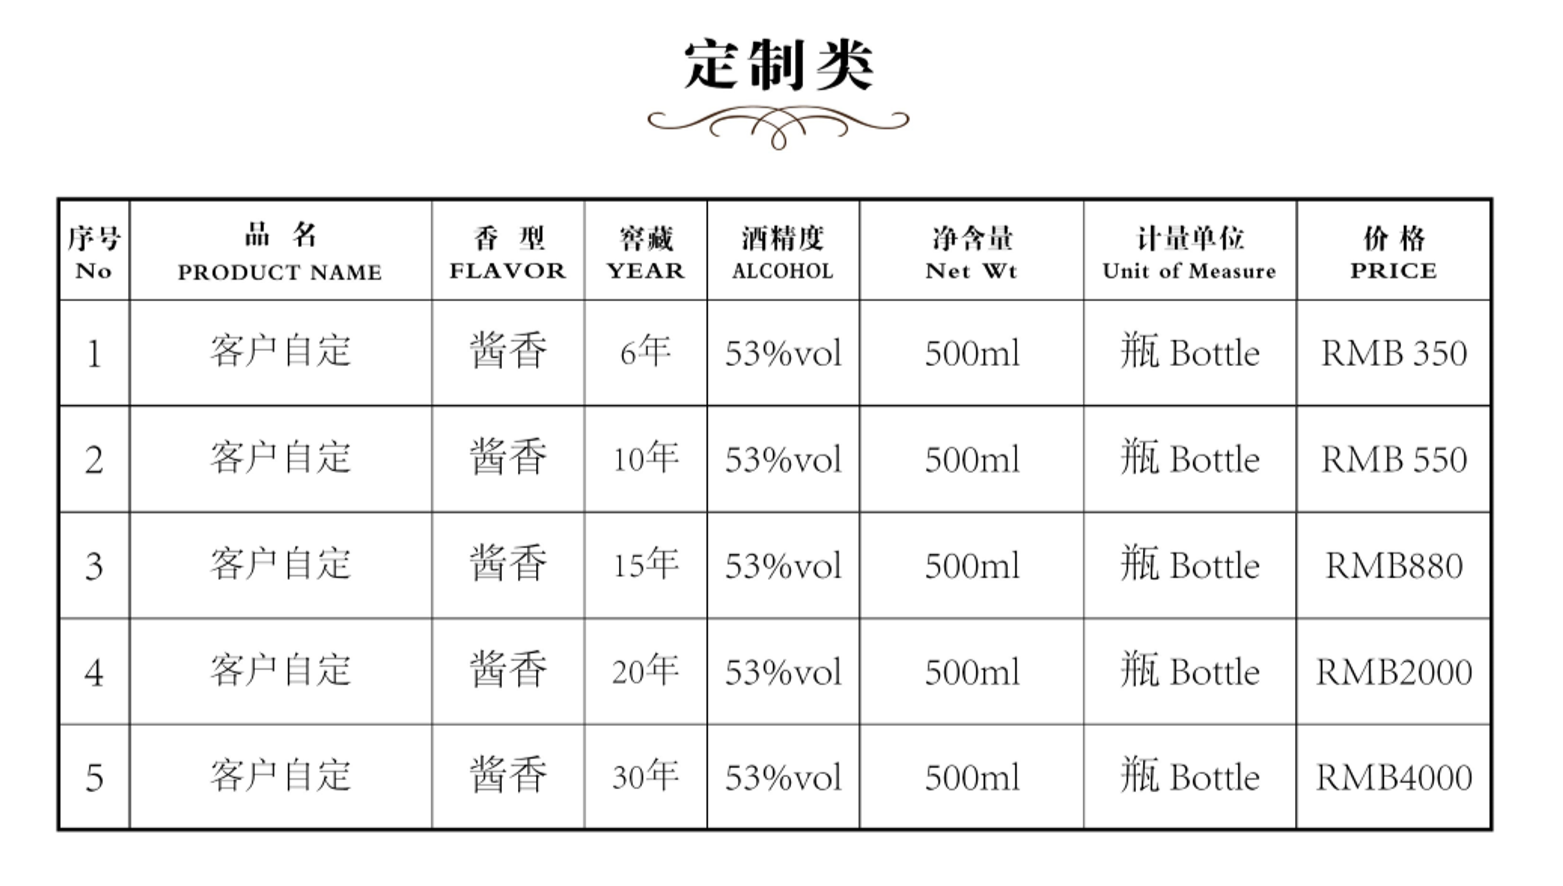 定制类
序号 品 名 香 型 窖藏 酒精度 净含量 计量单位 价 格
No PRODUCT NAME FLAVOR YEAR ALCOHOL Net Wt Unit of Measure PRICE
1 客户自定 酱香 6年 53%vol 500ml 瓶 Bottle RMB 350
2 客户自定 酱香 10年 53%vol 500ml 瓶 Bottle RMB 550
3 客户自定 酱香 15年 53%vol 500ml 瓶 Bottle RMB880
4 客户自定 酱香 20年 53%vol 500ml 瓶 Bottle RMB2000
5 客户自定 酱香 30年 53%vol 500ml 瓶 Bottle RMB4000